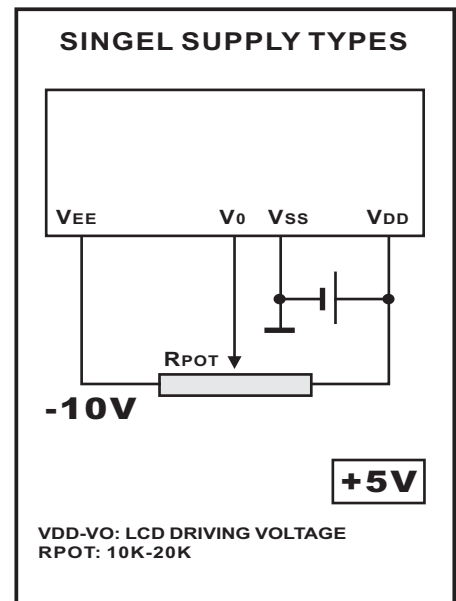 SINGEL SUPPLY TYPES
VEE V0 VSS VDD
RPOT
-10V
+5V
VDD-VO: LCD DRIVING VOLTAGE
RPOT: 10K-20K